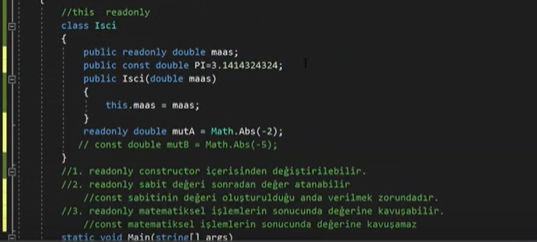 {
//this  readonly
class Isci
{
public readonly double maas;
public const double PI=3.1414324324;
public Isci(double maas)
{
this.maas = maas;
}
readonly double mutA = Math.Abs(-2);
// const double mutB = Math.Abs(-5);
}
//1. readonly constructor içerisinden değiştirilebilir.
//2. readonly sabit değeri sonradan değer atanabilir
//const sabitinin değeri oluşturulduğu anda verilmek zorundadır.
//3. readonly matematiksel işlemlerin sonucunda değerine kavuşabilir.
//const matematiksel işlemlerin sonucunda değerine kavuşamaz
static void Main(string[] args)